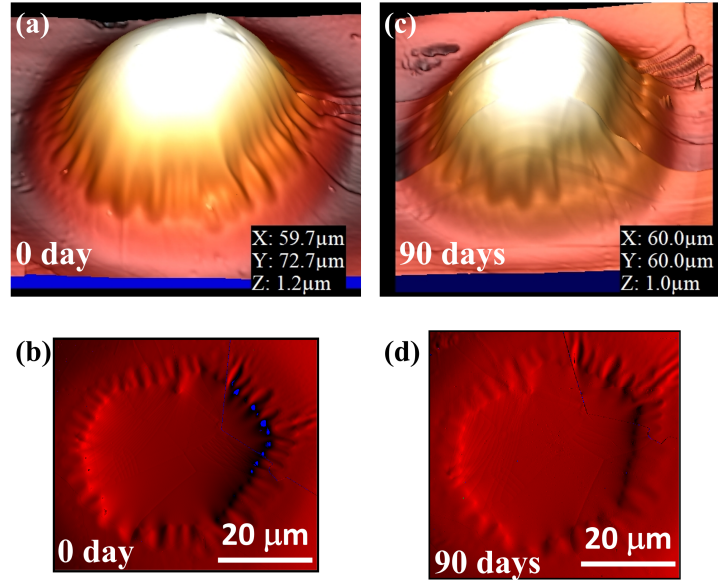 (a)
0 day
X: 59.7µm
Y: 72.7µm
Z: 1.2µm
(c)
90 days
X: 60.0µm
Y: 60.0µm
Z: 1.0µm
(b)
0 day
20 µm
(d)
90 days
20 µm